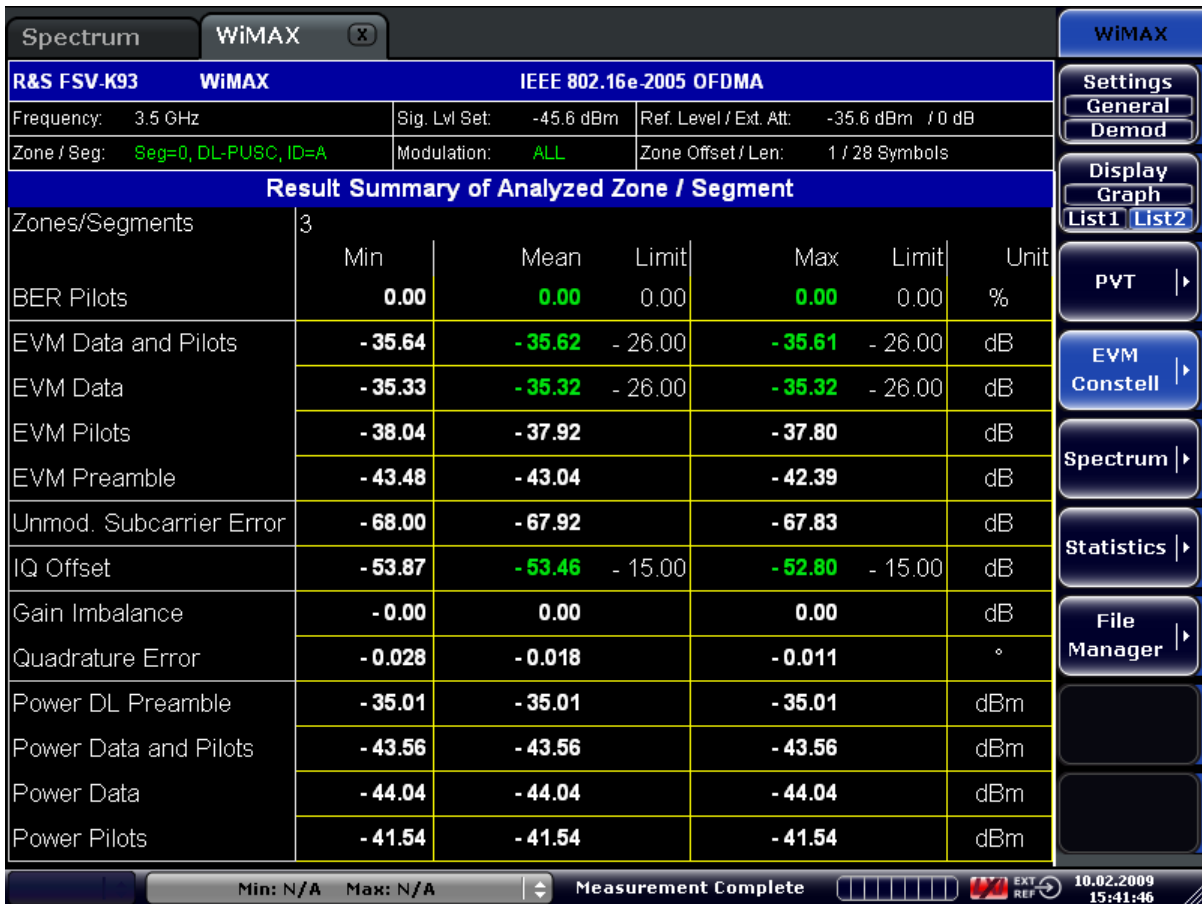 Spectrum WiMAX X
WiMAX
R&S FSV-K93 WiMAX IEEE 802.16e-2005 OFDMA
Frequency: 3.5 GHz Sig. Lvl Set: -45.6 dBm Ref. Level / Ext. Att: -35.6 dBm / 0 dB
Zone / Seg: Seg=0, DL-PUSC, ID=A Modulation: ALL Zone Offset / Len: 1 / 28 Symbols
Result Summary of Analyzed Zone / Segment
Zones/Segments 3
Min Mean Limit Max Limit Unit
BER Pilots 0.00 0.00 0.00 0.00 0.00 %
EVM Data and Pilots - 35.64 - 35.62 - 26.00 - 35.61 - 26.00 dB
EVM Data - 35.33 - 35.32 - 26.00 - 35.32 - 26.00 dB
EVM Pilots - 38.04 - 37.92 - 37.80 dB
EVM Preamble - 43.48 - 43.04 - 42.39 dB
Unmod. Subcarrier Error - 68.00 - 67.92 - 67.83 dB
IQ Offset - 53.87 - 53.46 - 15.00 - 52.80 - 15.00 dB
Gain Imbalance - 0.00 0.00 0.00 dB
Quadrature Error - 0.028 - 0.018 - 0.011 °
Power DL Preamble - 35.01 - 35.01 - 35.01 dBm
Power Data and Pilots - 43.56 - 43.56 - 43.56 dBm
Power Data - 44.04 - 44.04 - 44.04 dBm
Power Pilots - 41.54 - 41.54 - 41.54 dBm
Settings
General
Demod
Display
Graph
List1 List2
PVT
EVM
Constell
Spectrum
Statistics
File
Manager
Min: N/A Max: N/A Measurement Complete
EXT
REF
10.02.2009
15:41:46